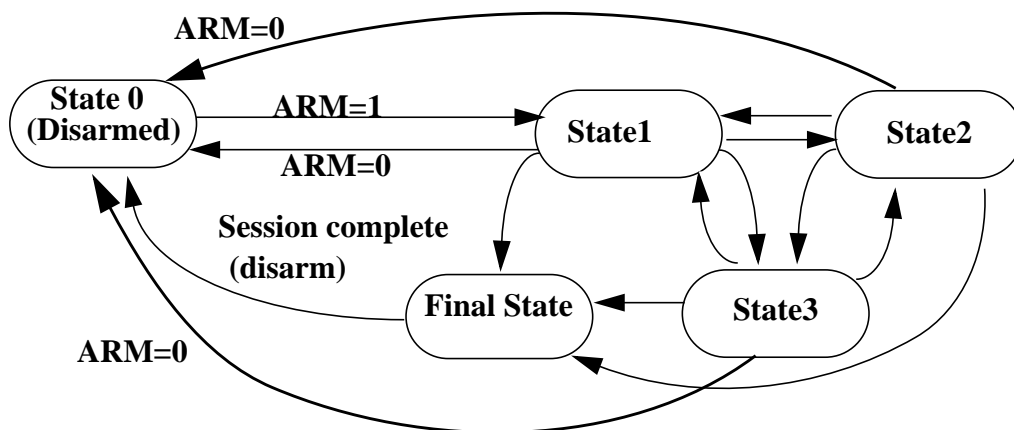 ARM=0
State 0
(Disarmed)
ARM=1
State1
State2
ARM=0
Session complete
(disarm)
Final State
State3
ARM=0